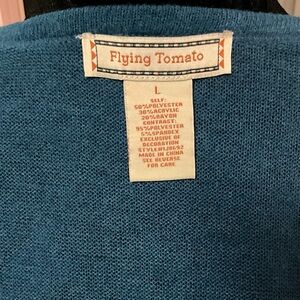 Flying Tomato
L
SELF:
50%POLYESTER
30%ACRYLIC
20%RAYON
CONTRAST:
95%POLYESTER
5%SPANDEX
EXCLUSIVE OF
DECORATION
MADE IN CHINA
SEE REVERSE
FOR CARE